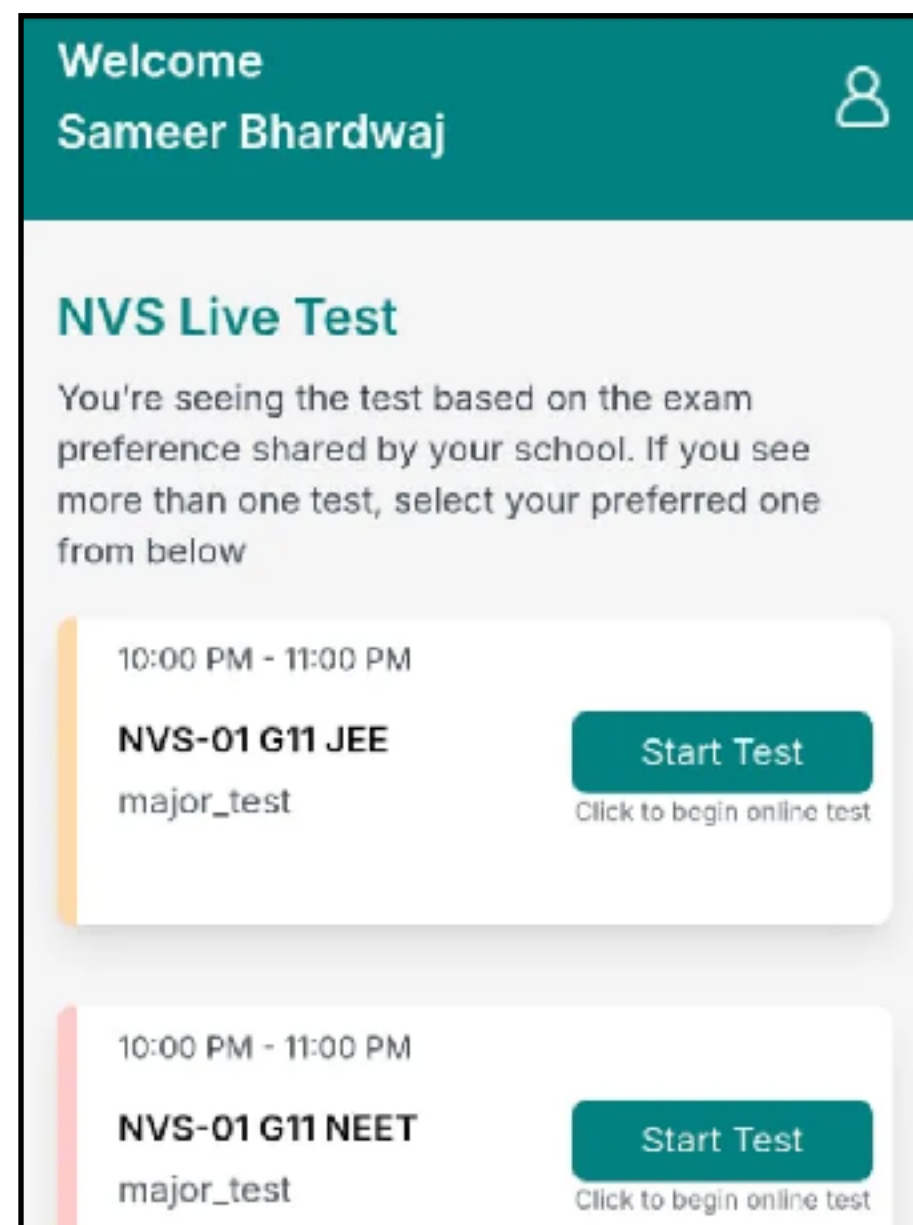 Welcome
Sameer Bhardwaj
NVS Live Test
You're seeing the test based on the exam
preference shared by your school. If you see
more than one test, select your preferred one
from below
10:00 PM - 11:00 PM
NVS-01 G11 JEE
major_test
Start Test
Click to begin online test
10:00 PM - 11:00 PM
NVS-01 G11 NEET
major_test
Start Test
Click to begin online test